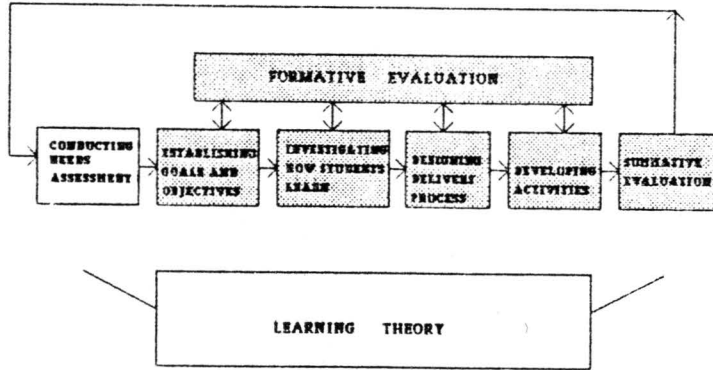 FORMATIVE EVALUATION
CONDUCTING
NEEDS
ASSESSMENT
ESTABLISHING
GOALS AND
OBJECTIVES
INVESTIGATING
HOW STUDENTS
LEARN
DESIGNING
DELIVERY
PROCESS
DEVELOPING
ACTIVITIES
SUMMATIVE
EVALUATION
LEARNING THEORY